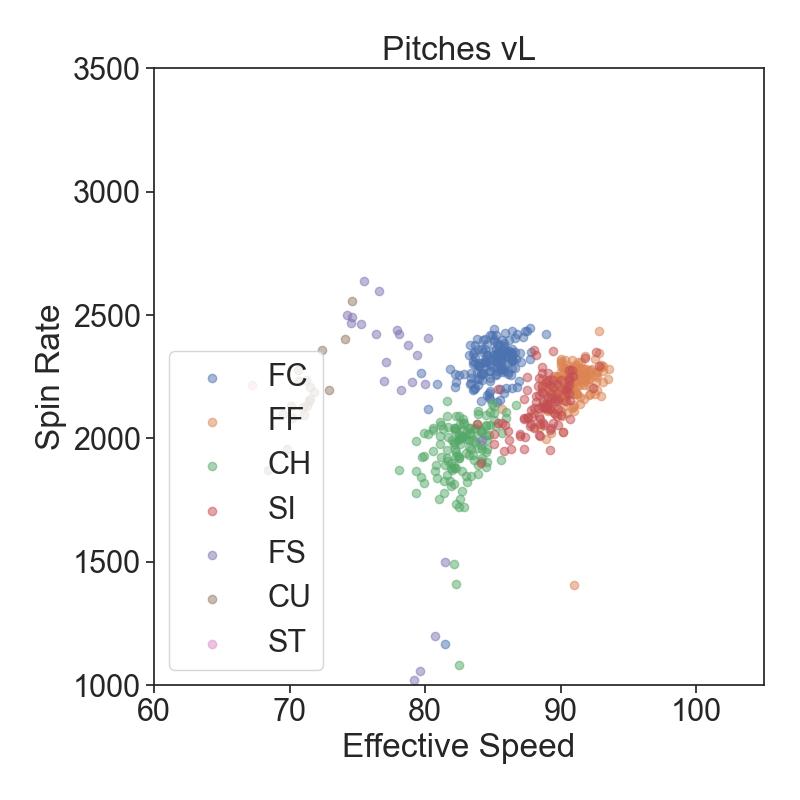 Pitches vL
3500
3000
2500
2000
1500
1000
Spin Rate
FC
FF
CH
SI
FS
CU
ST
60 70 80 90 100
Effective Speed